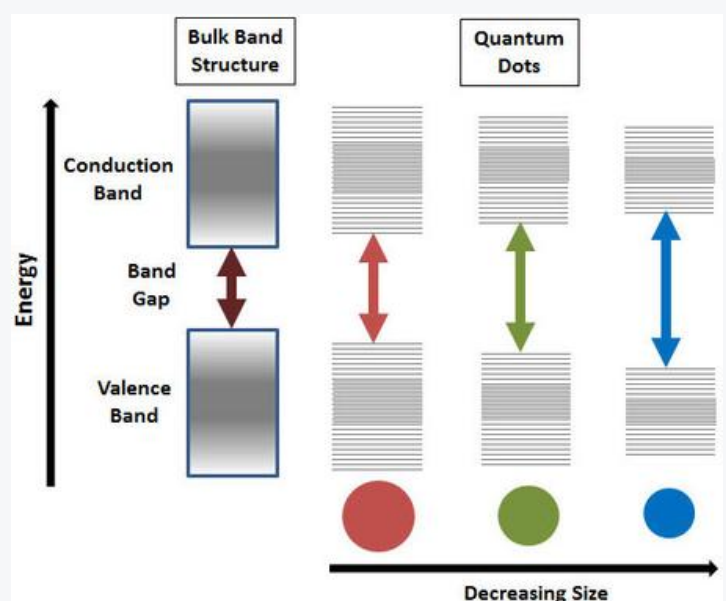 Bulk Band
Structure
Quantum
Dots
Conduction
Band
Band
Gap
Energy
Valence
Band
Decreasing Size